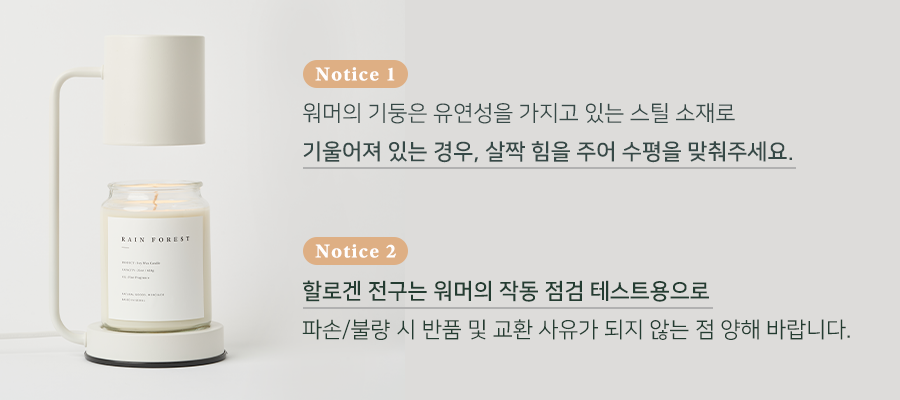 Notice 1
워머의 기둥은 유연성을 가지고 있는 스틸 소재로
기울어져 있는 경우, 살짝 힘을 주어 수평을 맞춰주세요.
RAIN FOREST
Notice 2
할로겐 전구는 워머의 작동 점검 테스트용으로
파손/불량 시 반품 및 교환 사유가 되지 않는 점 양해 바랍니다.